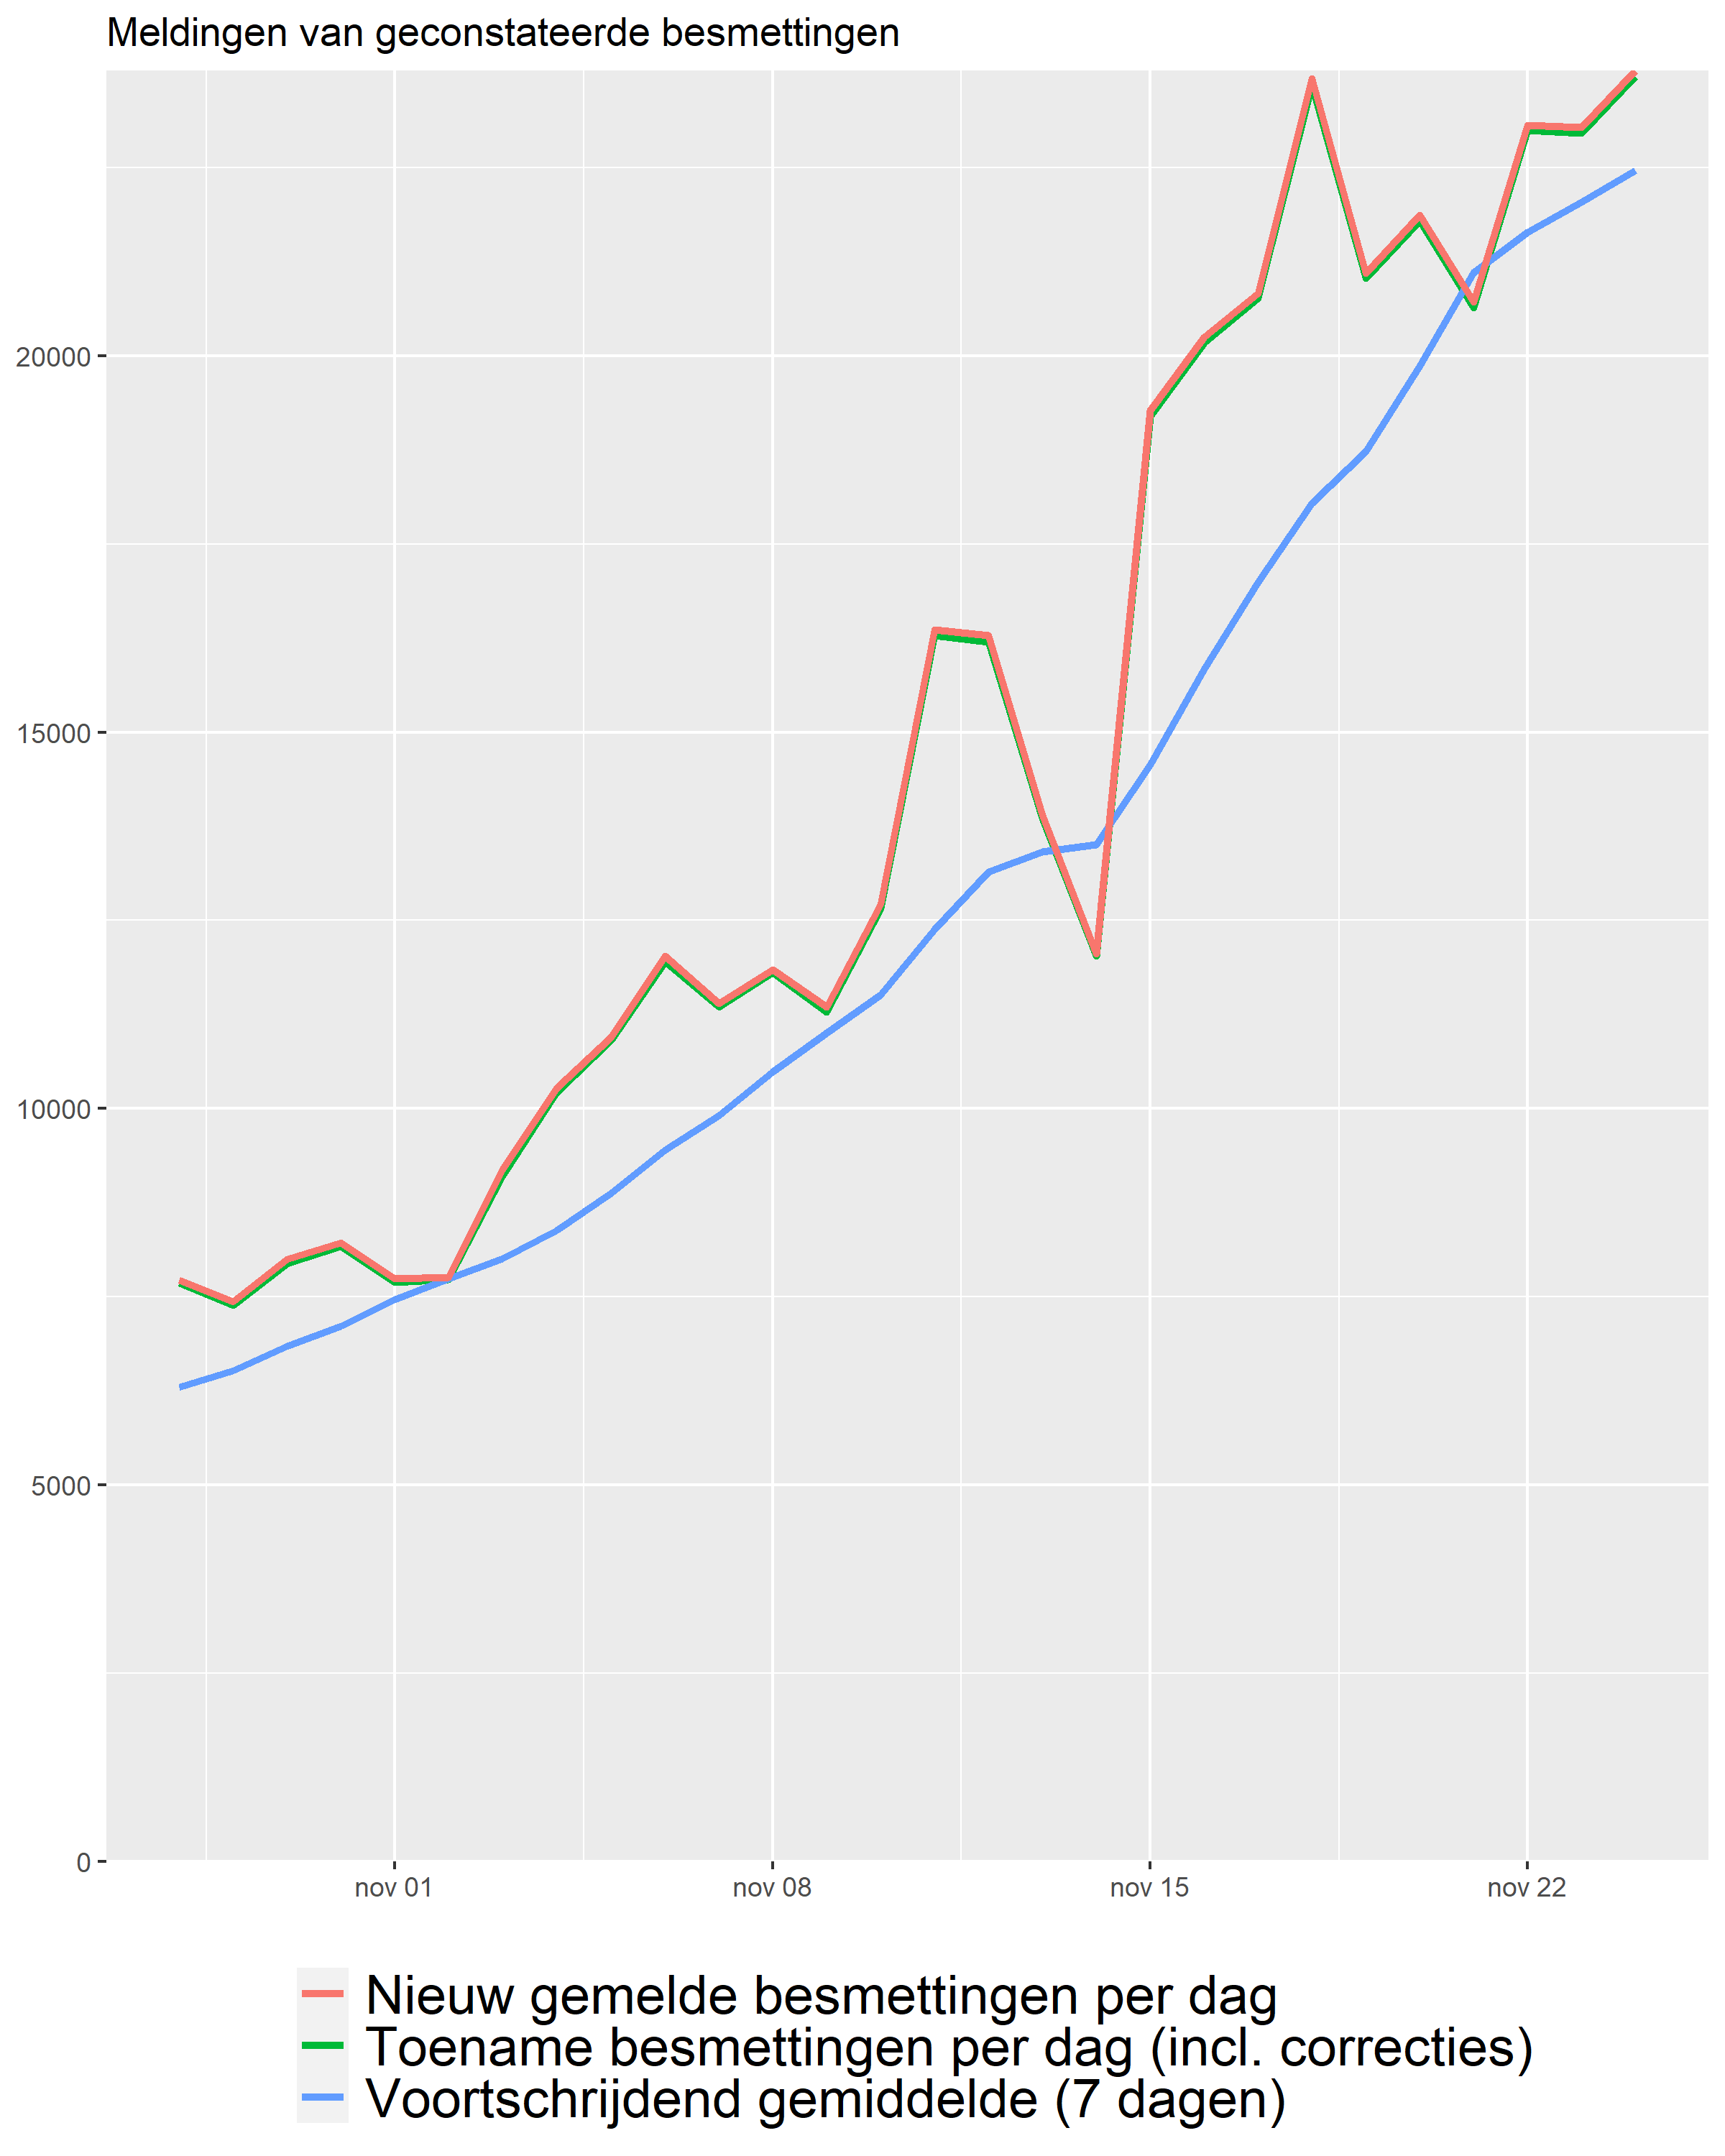 Meldingen van geconstateerde besmettingen
20000
15000
10000
5000
0
nov 01
nov 08
nov 15
nov 22
Nieuw gemelde besmettingen per dag
Toename besmettingen per dag (incl. correcties)
Voortschrijdend gemiddelde (7 dagen)